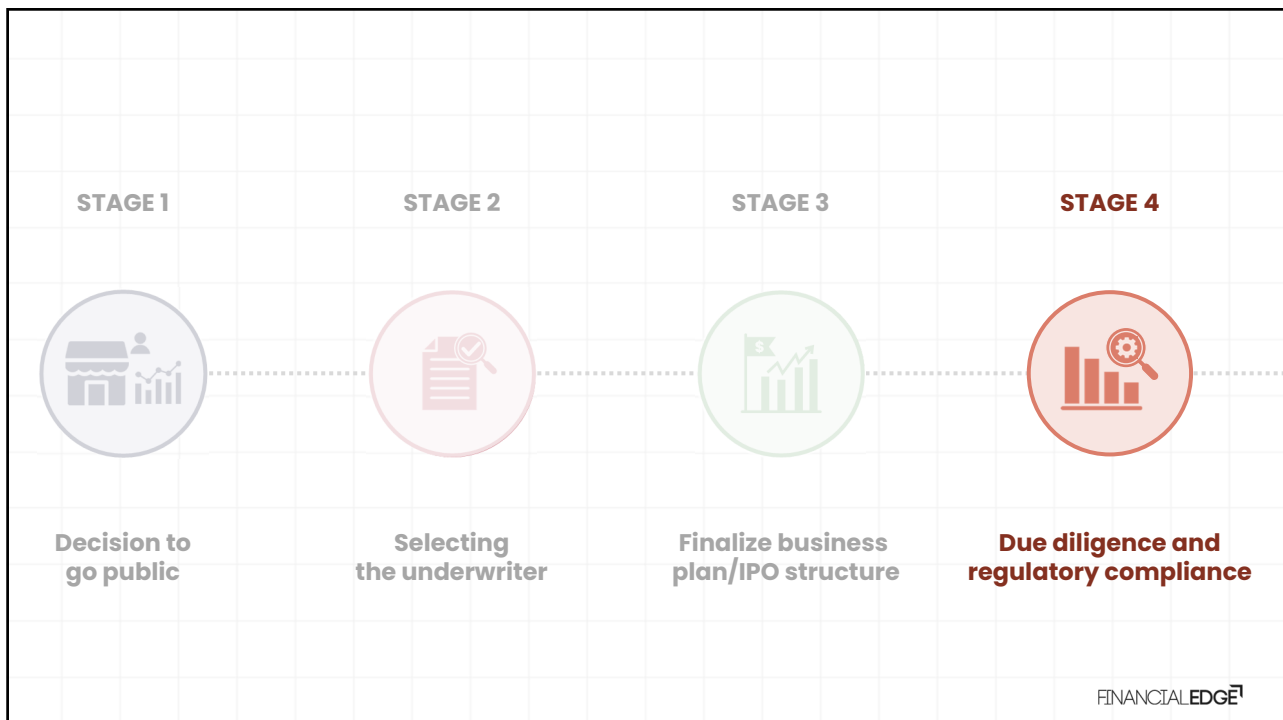 STAGE 1
STAGE 2
STAGE 3
STAGE 4
$
Decision to
go public
Selecting
the underwriter
Finalize business
plan/IPO structure
Due diligence and
regulatory compliance
FINANCIALEDGE